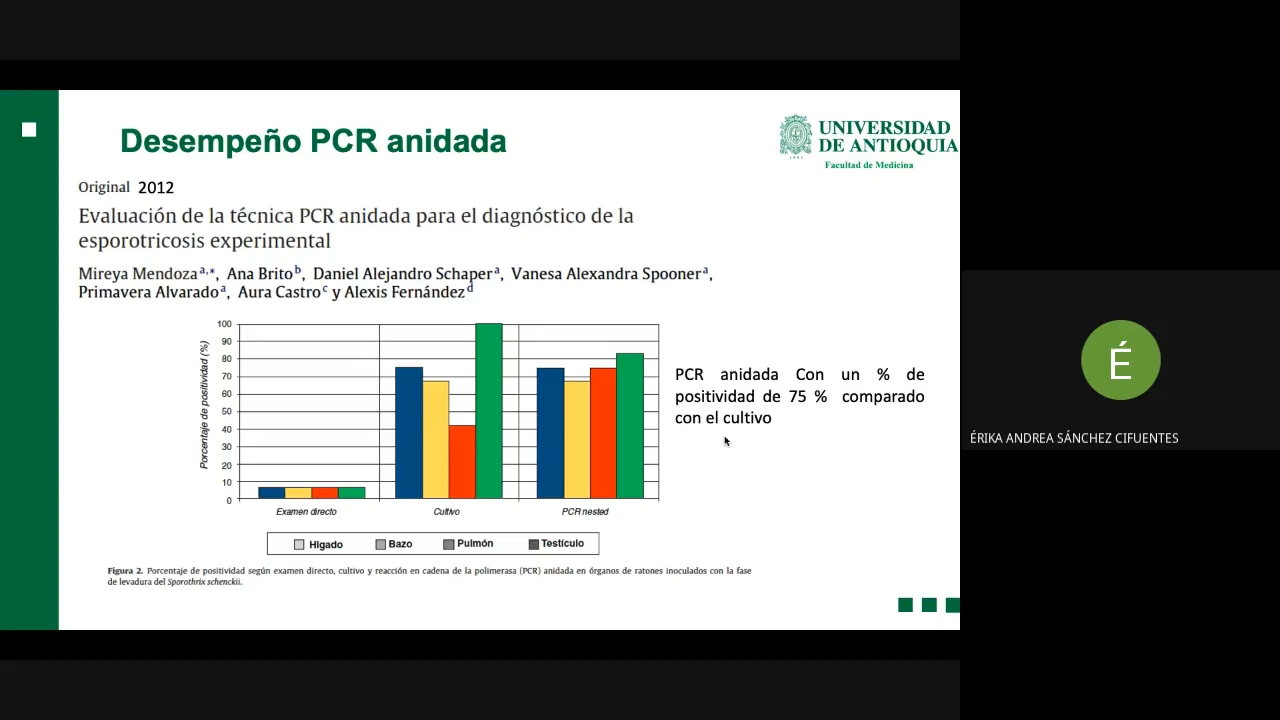 Desempeño PCR anidada
UNIVERSIDAD
DE ANTIOQUIA
1803
Facultad de Medicina
Original 2012
Evaluación de la técnica PCR anidada para el diagnóstico de la
esporotricosis experimental
Mireya Mendoza a,*, Ana Brito b, Daniel Alejandro Schaper a, Vanesa Alexandra Spooner a,
Primavera Alvarado a, Aura Castro c y Alexis Fernández d
Porcentaje de positividad (%)
100
90
80
70
60
50
40
30
20
10
0
Examen directo Cultivo PCR nested
Higado Bazo Pulmón Testículo
PCR anidada Con un % de
positividad de 75 % comparado
con el cultivo
Figura 2. Porcentaje de positividad según examen directo, cultivo y reacción en cadena de la polimerasa (PCR) anidada en órganos de ratones inoculados con la fase
de levadura del Sporothrix schenckii.
É
ÉRIKA ANDREA SÁNCHEZ CIFUENTES